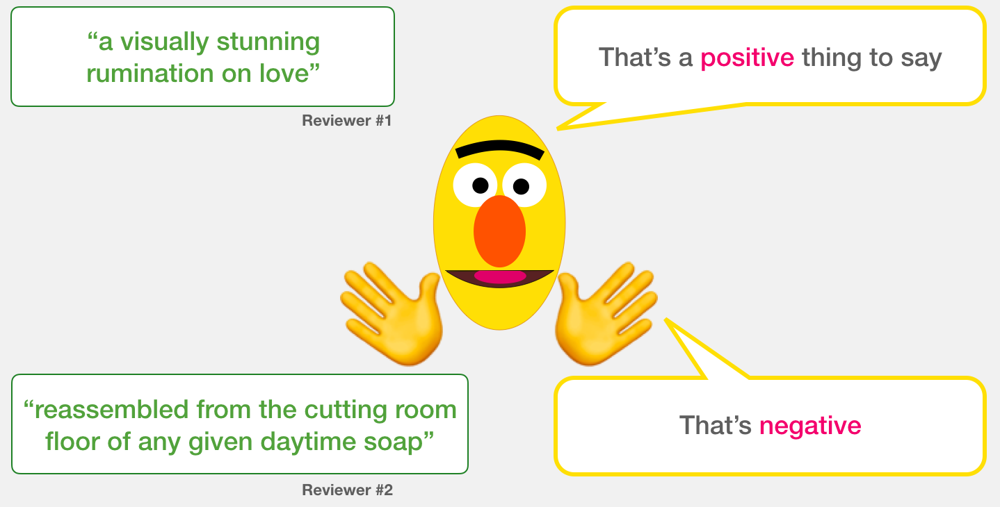 “a visually stunning
rumination on love”
Reviewer #1
That’s a positive thing to say
“reassembled from the cutting room
floor of any given daytime soap”
Reviewer #2
That’s negative